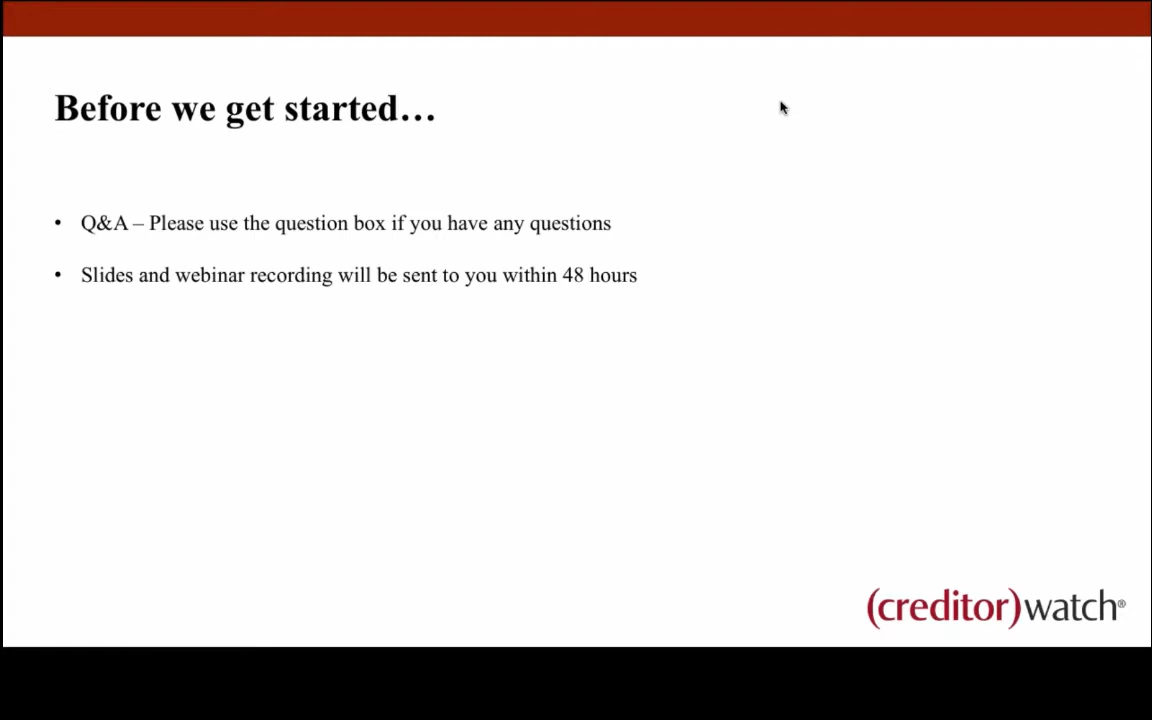 Before we get started…
• Q&A – Please use the question box if you have any questions
• Slides and webinar recording will be sent to you within 48 hours
(creditor)watch®